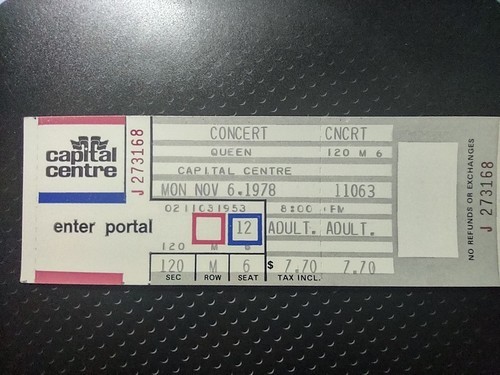 capital
centre
J 273168
enter portal
CONCERT CNCRT
QUEEN 120 M 6
CAPITAL CENTRE
MON NOV 6.1978 11063
0211031953 8:00 PM
12 ADULT. ADULT.
120 M 6
120 M 6 $ 7.70 7.70
SEC ROW SEAT TAX INCL.
NO REFUNDS OR EXCHANGES
J 273168